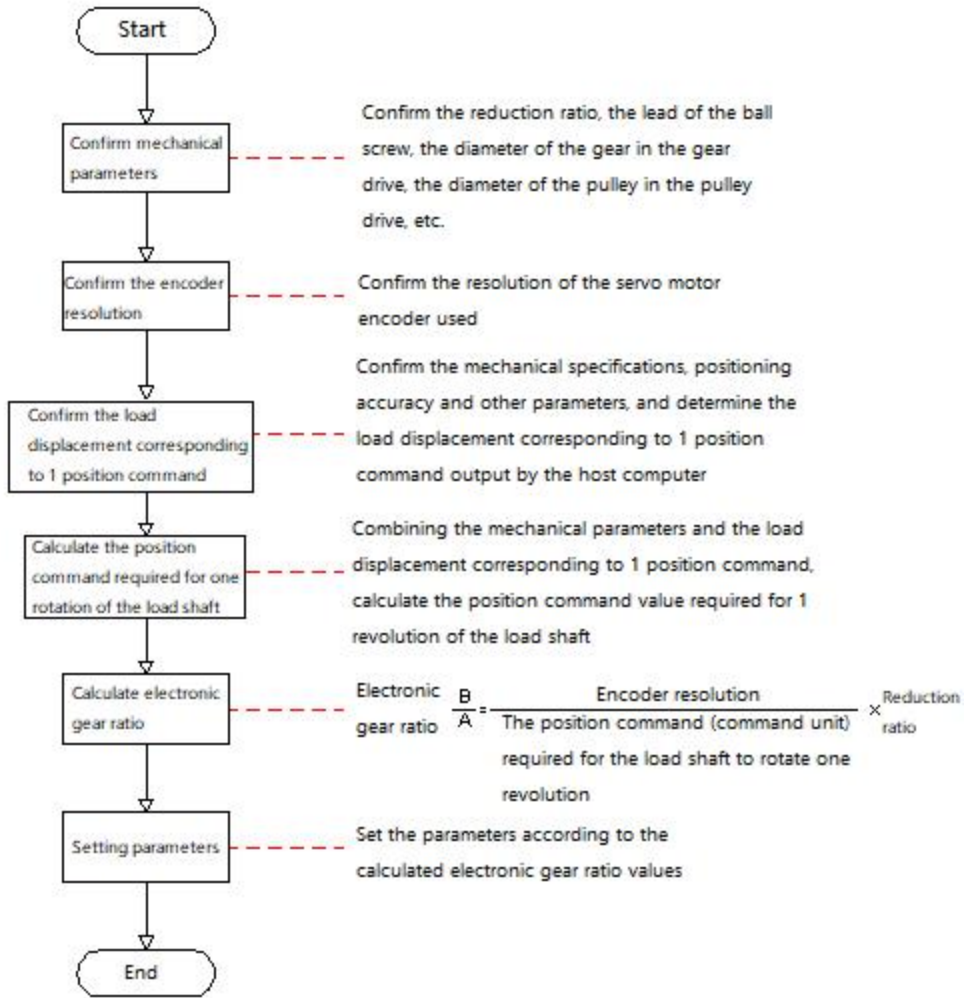 Start
Confirm mechanical
parameters
Confirm the reduction ratio, the lead of the ball
screw, the diameter of the gear in the gear
drive, the diameter of the pulley in the pulley
drive, etc.
Confirm the encoder
resolution
Confirm the resolution of the servo motor
encoder used
Confirm the load
displacement corresponding
to 1 position command
Confirm the mechanical specifications, positioning
accuracy and other parameters, and determine the
load displacement corresponding to 1 position
command output by the host computer
Calculate the position
command required for one
rotation of the load shaft
Combining the mechanical parameters and the load
displacement corresponding to 1 position command,
calculate the position command value required for 1
revolution of the load shaft
Calculate electronic
gear ratio
Electronic
gear ratio
B
A
=
Encoder resolution
The position command (command unit)
required for the load shaft to rotate one
revolution
×
Reduction
ratio
Setting parameters
Set the parameters according to the
calculated electronic gear ratio values
End